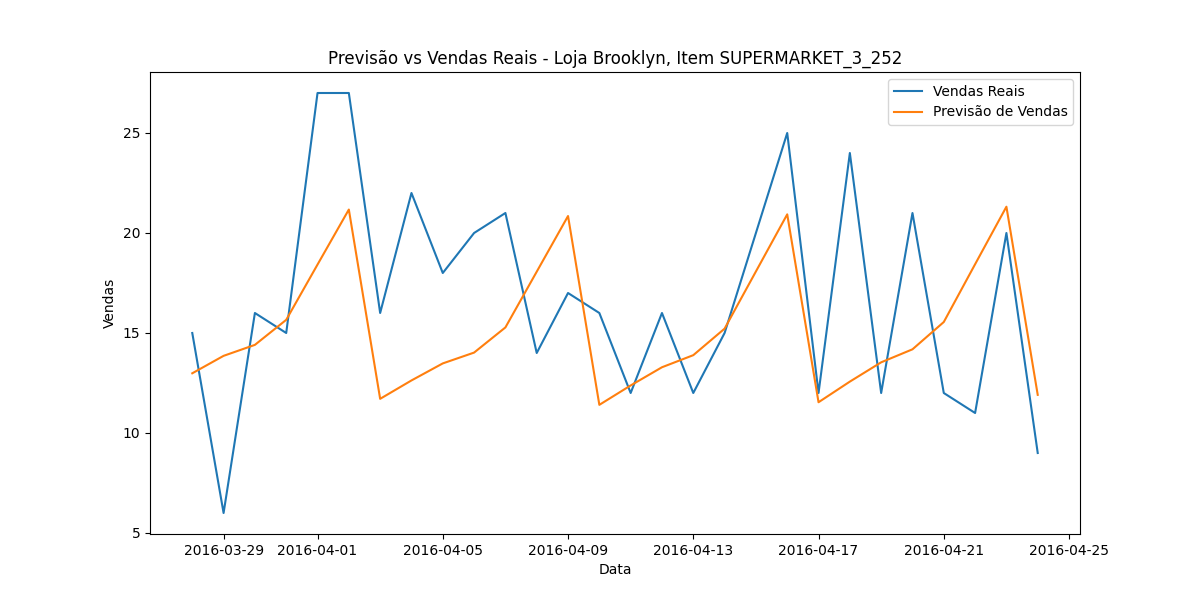 Previsão vs Vendas Reais - Loja Brooklyn, Item SUPERMARKET_3_252
Vendas Reais
Previsão de Vendas
Vendas
25
20
15
10
5
2016-03-29 2016-04-01 2016-04-05 2016-04-09 2016-04-13 2016-04-17 2016-04-21 2016-04-25
Data